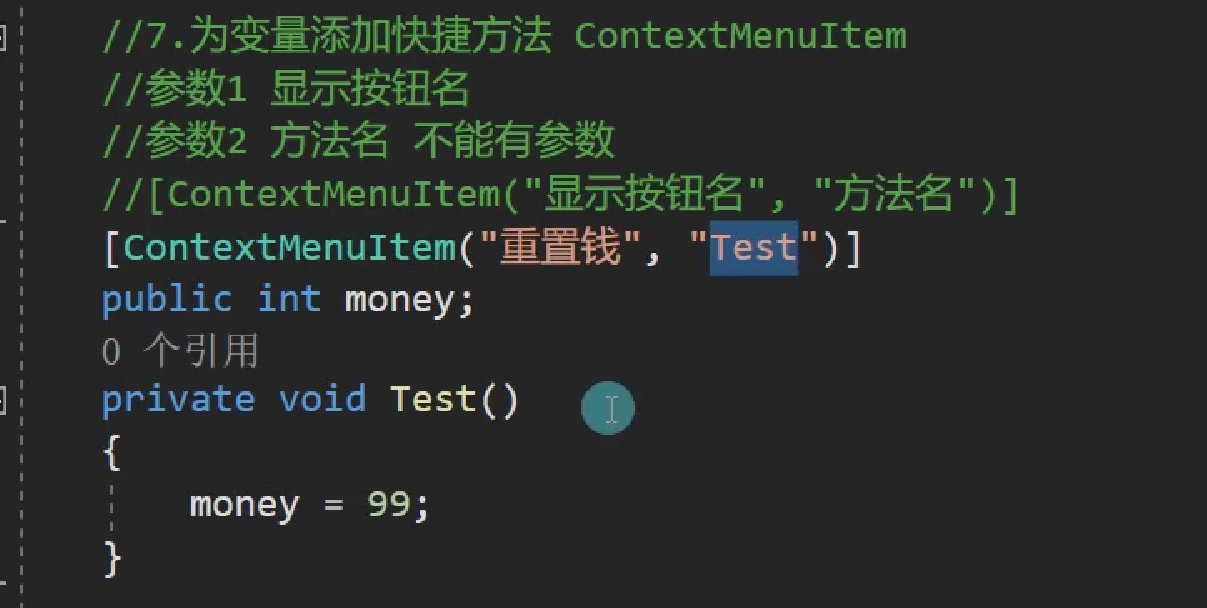 //7.为变量添加快捷方法 ContextMenuItem
//参数1 显示按钮名
//参数2 方法名 不能有参数
//[ContextMenuItem("显示按钮名", "方法名")]
[ContextMenuItem("重置钱", "Test")]
public int money;
0 个引用
private void Test()
{
money = 99;
}